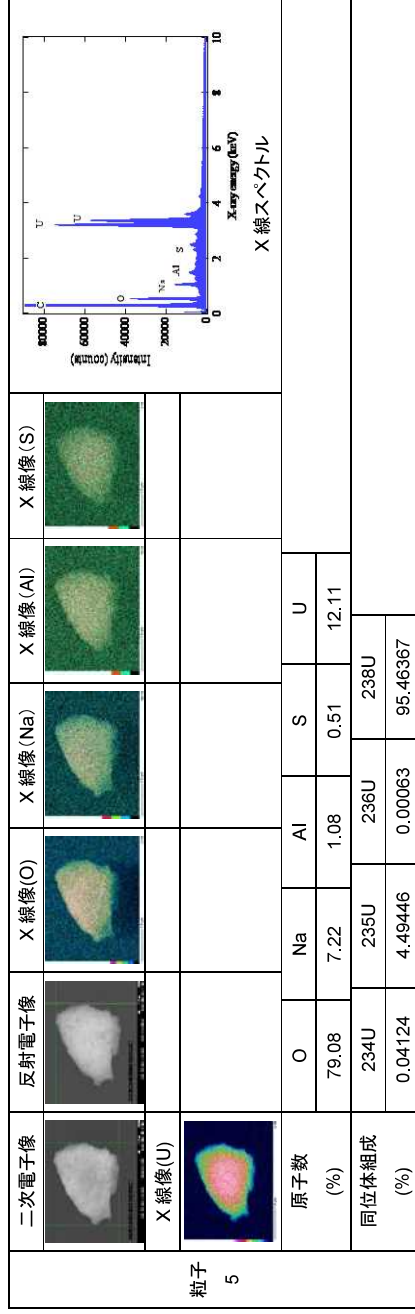 粒子
5
二次電子像
反射電子像
X 線像(O)
X 線像(Na)
X 線像(Al)
X 線像(S)
80000
60000
40000
20000
0
Intensity (counts)
C
O
Na
Al
S
U
U
0
2
4
6
8
10
X-ray energy (keV)
X 線スペクトル
X 線像(U)
原子数
(%)
O
Na
Al
S
U
79.08
7.22
1.08
0.51
12.11
同位体組成
(%)
234U
235U
236U
238U
0.04124
4.49446
0.00063
95.46367